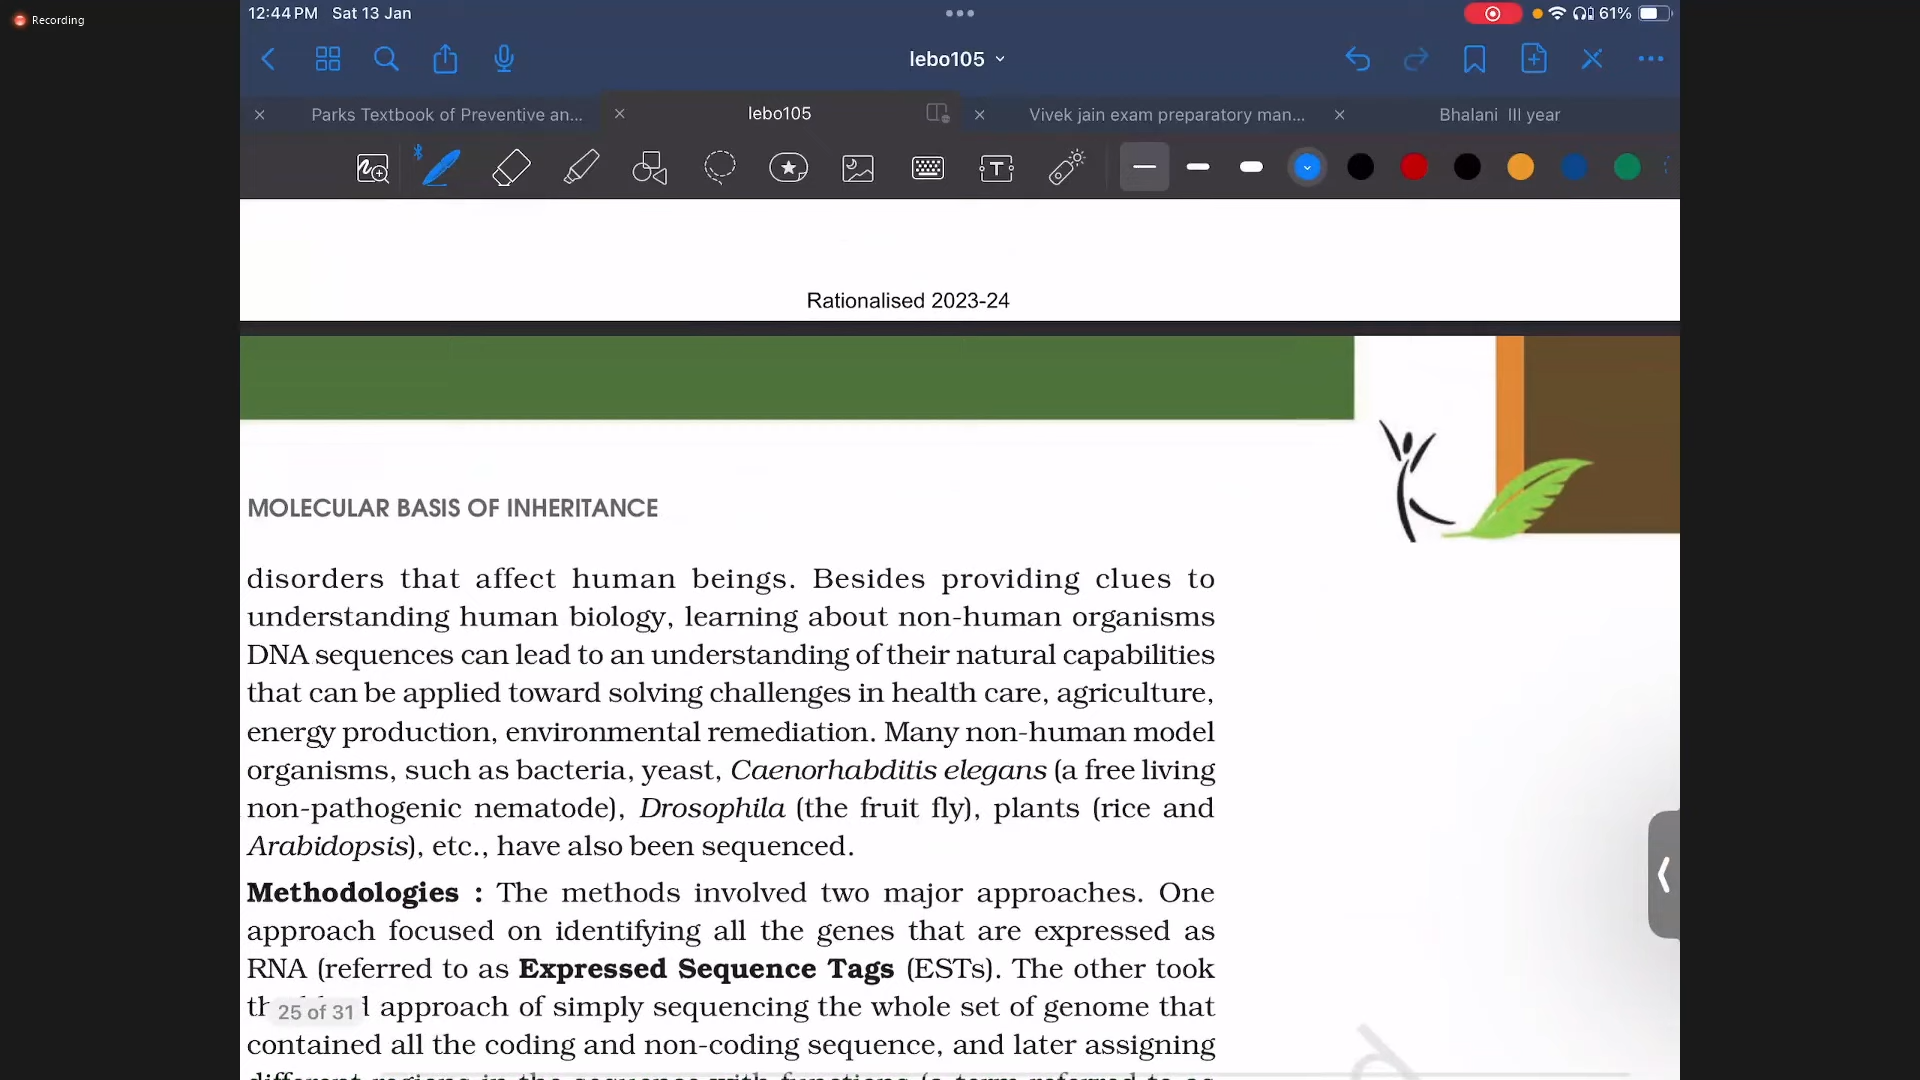 Recording
12:44 PM Sat 13 Jan
61%
lebo105
Parks Textbook of Preventive an...
lebo105
Vivek jain exam preparatory man...
Bhalani III year
Rationalised 2023-24
MOLECULAR BASIS OF INHERITANCE
disorders that affect human beings. Besides providing clues to
understanding human biology, learning about non-human organisms
DNA sequences can lead to an understanding of their natural capabilities
that can be applied toward solving challenges in health care, agriculture,
energy production, environmental remediation. Many non-human model
organisms, such as bacteria, yeast, Caenorhabditis elegans (a free living
non-pathogenic nematode), Drosophila (the fruit fly), plants (rice and
Arabidopsis), etc., have also been sequenced.
Methodologies : The methods involved two major approaches. One
approach focused on identifying all the genes that are expressed as
RNA (referred to as Expressed Sequence Tags (ESTs). The other took
approach of simply sequencing the whole set of genome that
25 of 31
contained all the coding and non-coding sequence, and later assigning